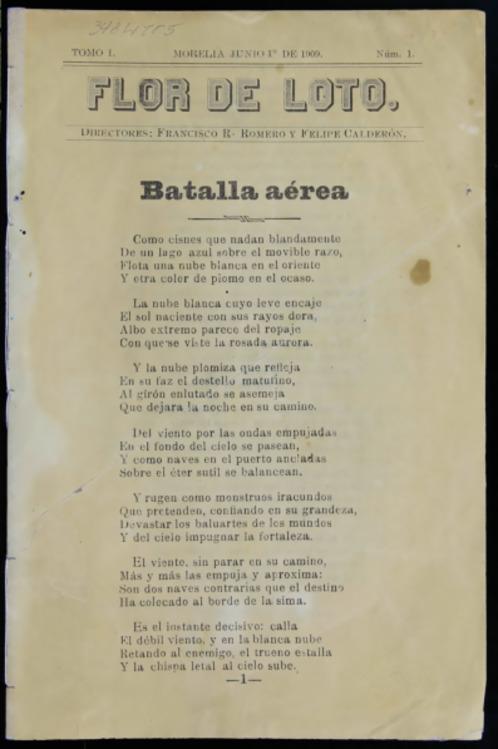 TOMO I. MORELIA JUNIO 1º DE 1909. Núm. 1.
FLOR DE LOTO.
DIRECTORES: FRANCISCO R. ROMERO Y FELIPE CALDERÓN.
Batalla aérea
Como cisnes que nadan blandamente
De un lago azul sobre el movible razo,
Flota una nube blanca en el oriente
Y otra color de plomo en el ocaso.
La nube blanca cuyo leve encaje
El sol naciente con sus rayos dora,
Albo extremo parece del ropaje
Con que se viste la rosada aurora.
Y la nube plomiza que refleja
En su faz el destello matutino,
Al girón enlutado se asemeja
Que dejara la noche en su camino.
Del viento por las ondas empujadas
En el fondo del cielo se pasean,
Y como naves en el puerto ancladas
Sobre el éter sutil se balancean.
Y rugen como monstruos iracundos
Que pretenden, confiando en su grandeza,
Devastar los baluartes de los mundos
Y del cielo impugnar la fortaleza.
El viento, sin parar en su camino,
Más y más las empuja y aproxima:
Son dos naves contrarias que el destino
Ha colocado al borde de la sima.
Es el instante decisivo: calla
El débil viento, y en la blanca nube
Retando al enemigo, el trueno estalla
Y la chispa letal al cielo sube.
—1—